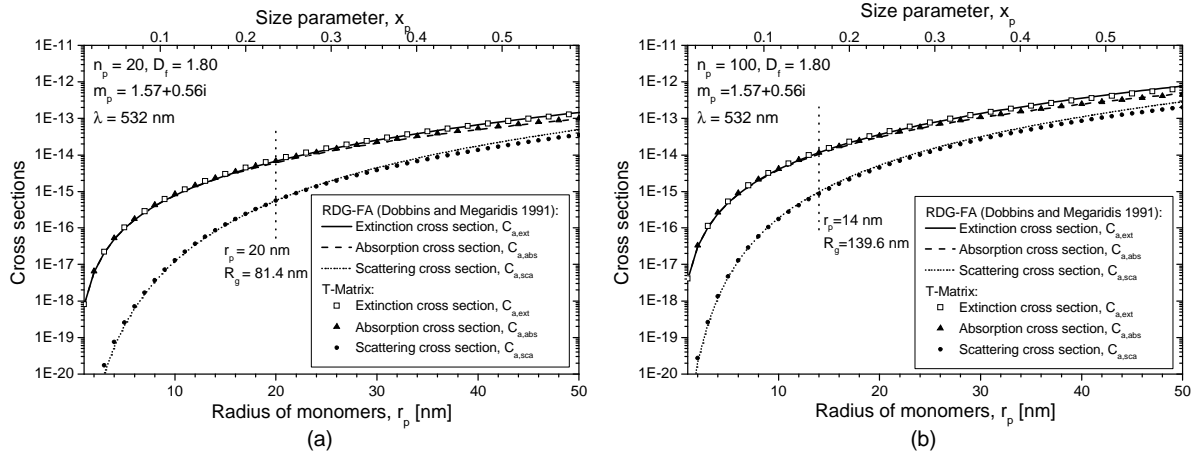 Size parameter, x_p
0.1 0.2 0.3 0.4 0.5
1E-11
1E-12
1E-13
1E-14
1E-15
1E-16
1E-17
1E-18
1E-19
1E-20
Cross sections
n_p = 20, D_f = 1.80
m_p = 1.57+0.56i
λ = 532 nm
r_p = 20 nm
R_g = 81.4 nm
RDG-FA (Dobbins and Megaridis 1991):
Extinction cross section, C_a,ext
Absorption cross section, C_a,abs
Scattering cross section, C_a,sca
T-Matrix:
Extinction cross section, C_a,ext
Absorption cross section, C_a,abs
Scattering cross section, C_a,sca
10 20 30 40 50
Radius of monomers, r_p [nm]
(a)
Size parameter, x_p
0.1 0.2 0.3 0.4 0.5
1E-11
1E-12
1E-13
1E-14
1E-15
1E-16
1E-17
1E-18
1E-19
1E-20
Cross sections
n_p = 100, D_f = 1.80
m_p =1.57+0.56i
λ = 532 nm
r_p=14 nm
R_g=139.6 nm
RDG-FA (Dobbins and Megaridis 1991):
Extinction cross section, C_a,ext
Absorption cross section, C_a,abs
Scattering cross section, C_a,sca
T-Matrix:
Extinction cross section, C_a,ext
Absorption cross section, C_a,abs
Scattering cross section, C_a,sca
10 20 30 40 50
Radius of monomers, r_p [nm]
(b)